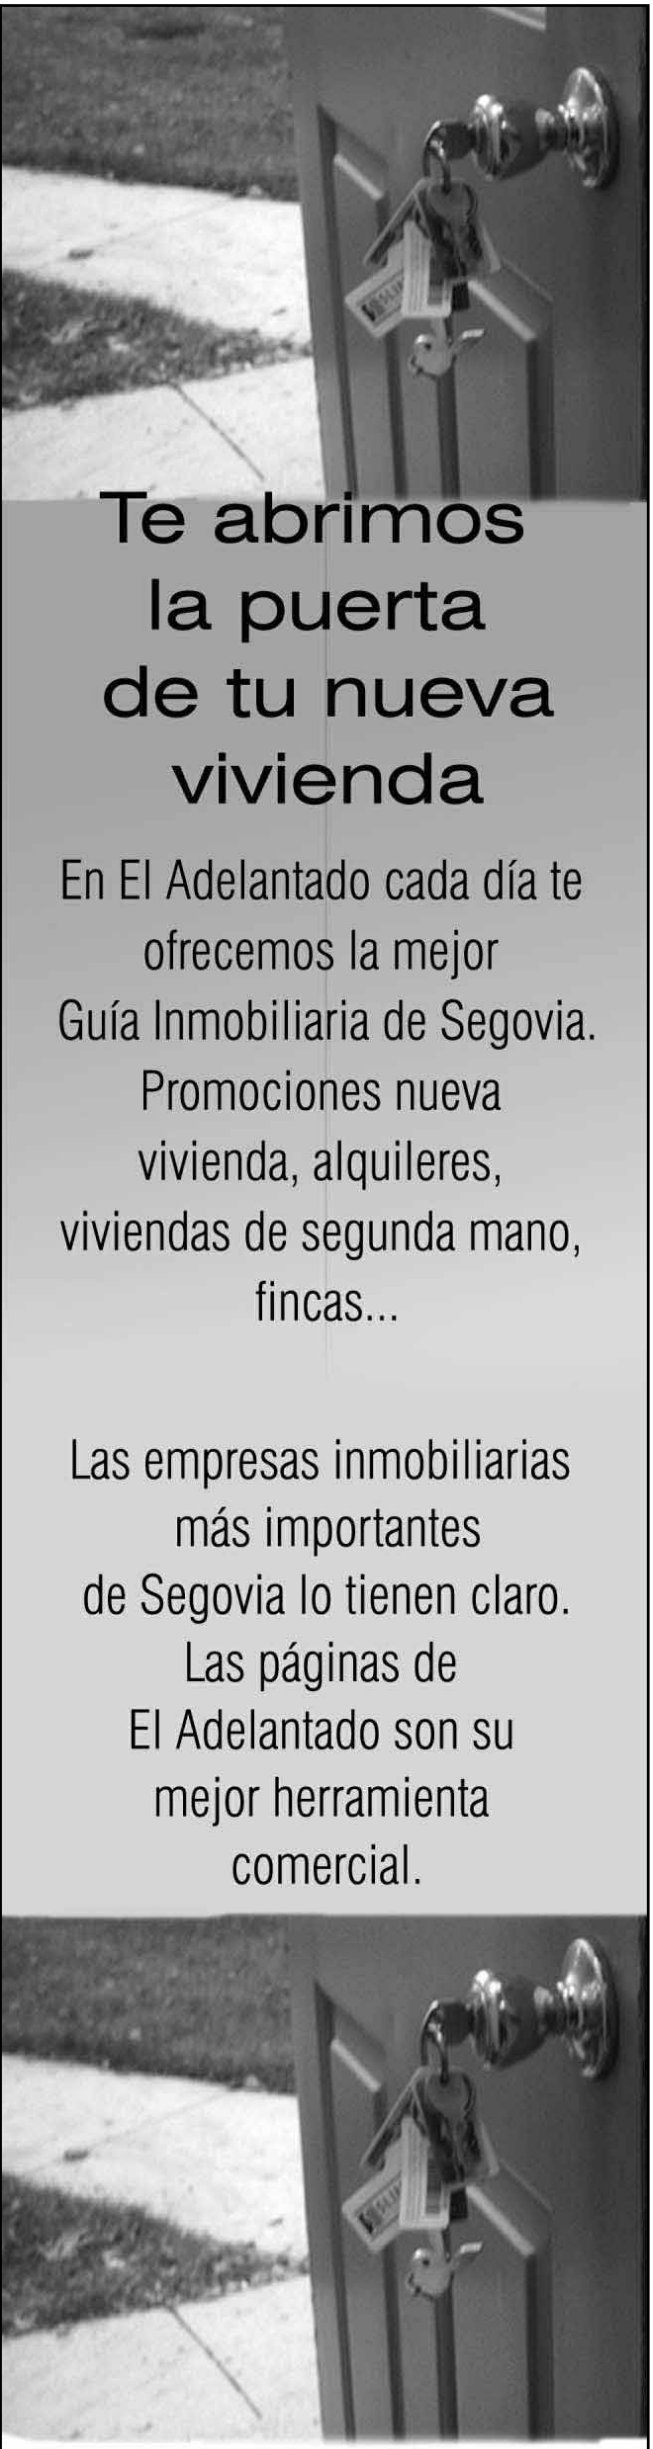 Te abrimos
la puerta
de tu nueva
vivienda
En El Adelantado cada día te
ofrecemos la mejor
Guía Inmobiliaria de Segovia.
Promociones nueva
vivienda, alquileres,
viviendas de segunda mano,
fincas...
Las empresas inmobiliarias
más importantes
de Segovia lo tienen claro.
Las páginas de
El Adelantado son su
mejor herramienta
comercial.